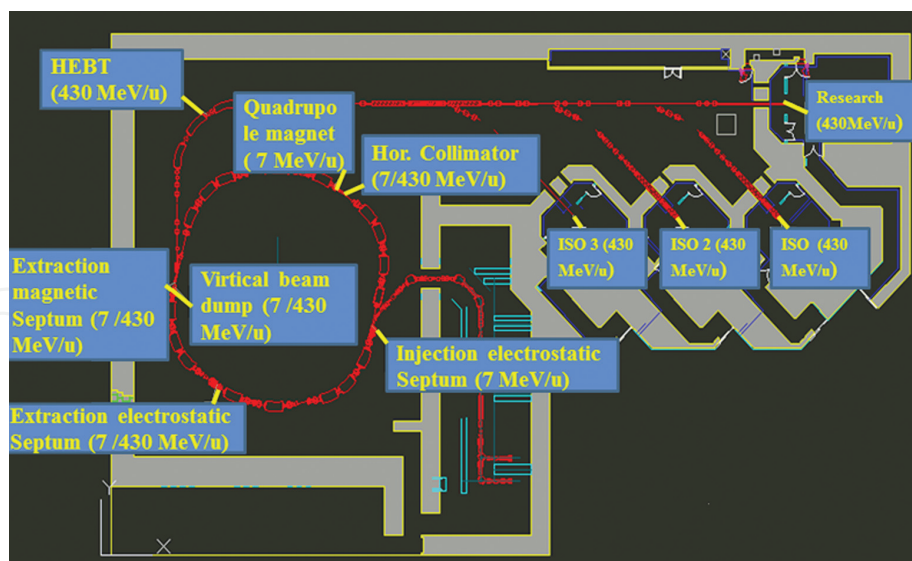 HEBT
(430 MeV/u)
Quadrupo
le magnet
( 7 MeV/u)
Hor. Collimator
(7/430 MeV/u)
Research
(430MeV/u)
ISO 3 (430
MeV/u)
ISO 2 (430
MeV/u)
ISO (430
MeV/u)
Extraction
magnetic
Septum (7 /430
MeV/u)
Virtical beam
dump (7 /430
MeV/u)
Injection electrostatic
Septum (7 MeV/u)
Extraction electrostatic
Septum (7 /430 MeV/u)
Y
X